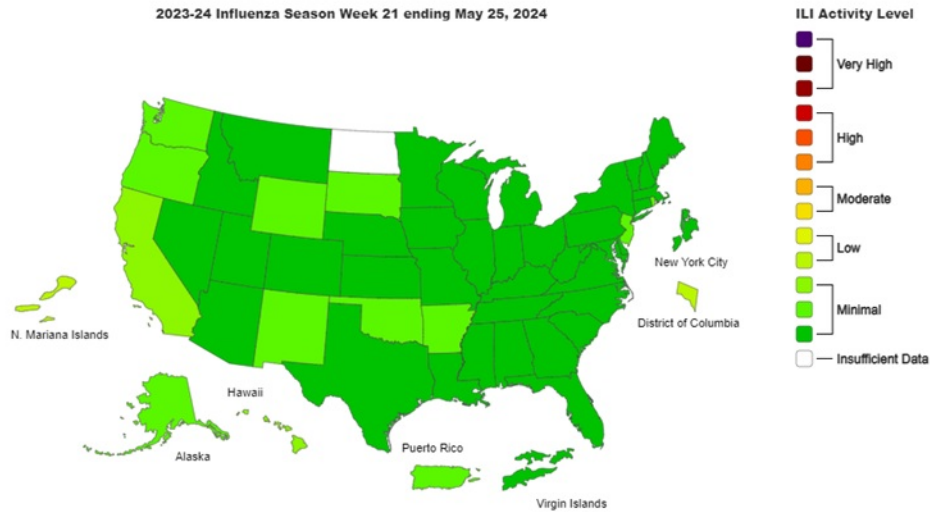 2023-24 Influenza Season Week 21 ending May 25, 2024
ILI Activity Level
Very High
High
Moderate
Low
Minimal
Insufficient Data
New York City
District of Columbia
N. Mariana Islands
Hawaii
Alaska
Puerto Rico
Virgin Islands